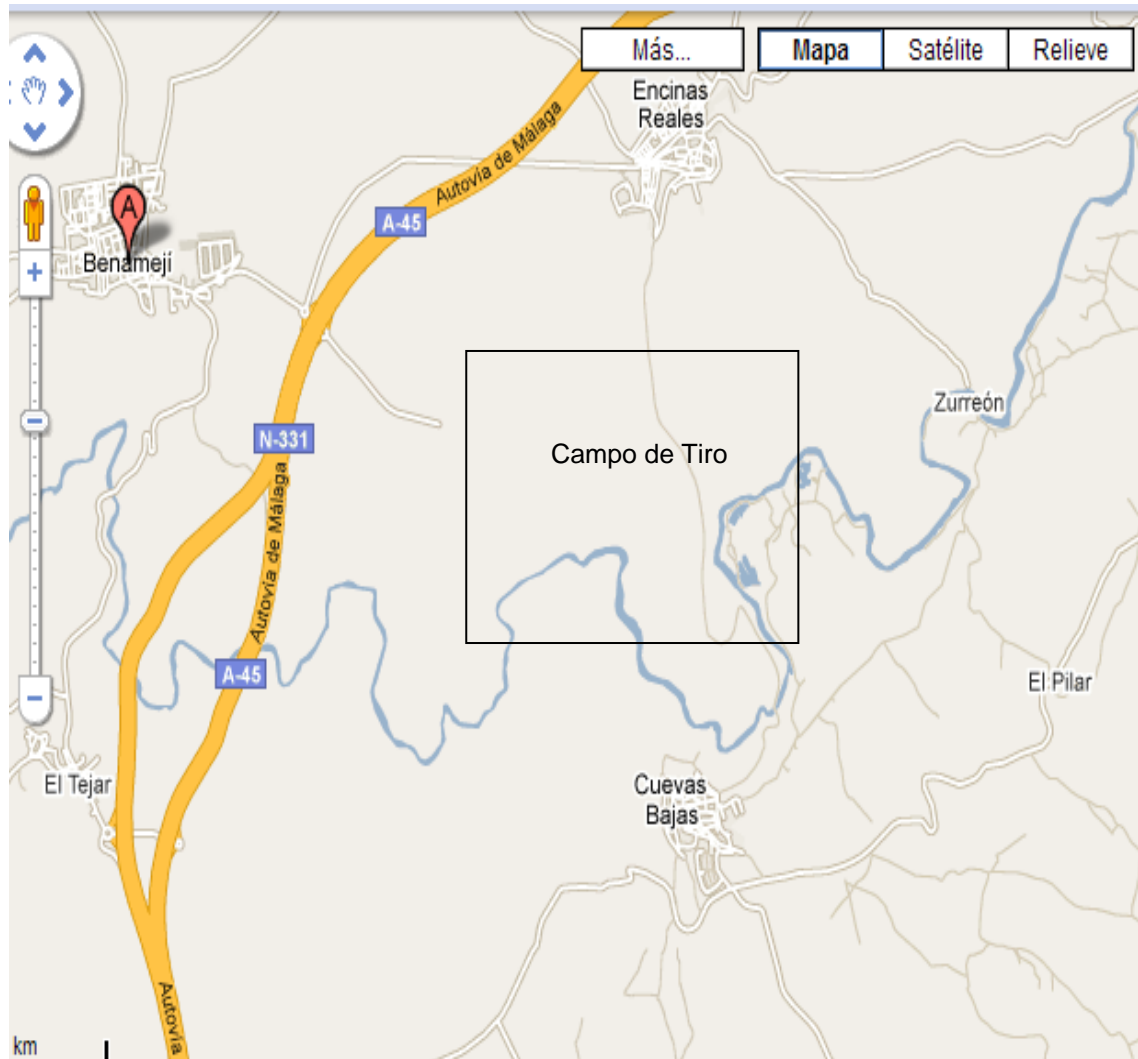 Más...
Mapa
Satélite
Relieve
Encinas
Reales
Autovía de Málaga
A-45
A
Benamejí
Zurreón
N-331
Campo de Tiro
Autovía de Málaga
A-45
El Pilar
El Tejar
Cuevas
Bajas
Autovía
km